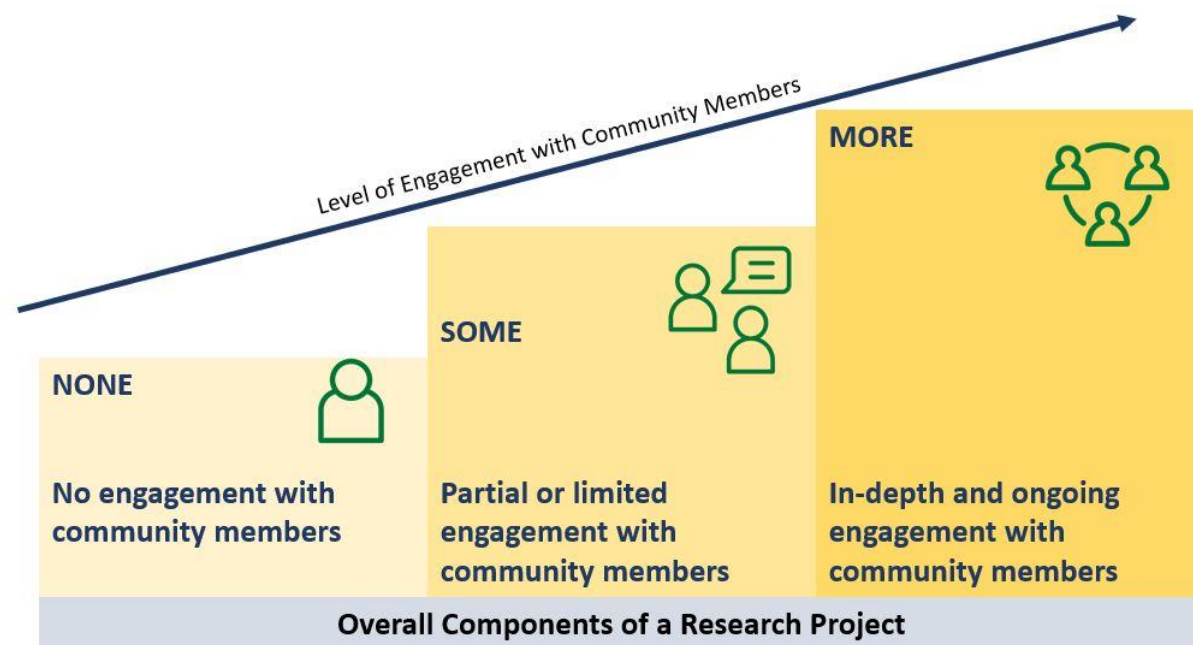 Level of Engagement with Community Members
NONE
No engagement with
community members
SOME
Partial or limited
engagement with
community members
MORE
In-depth and ongoing
engagement with
community members
Overall Components of a Research Project